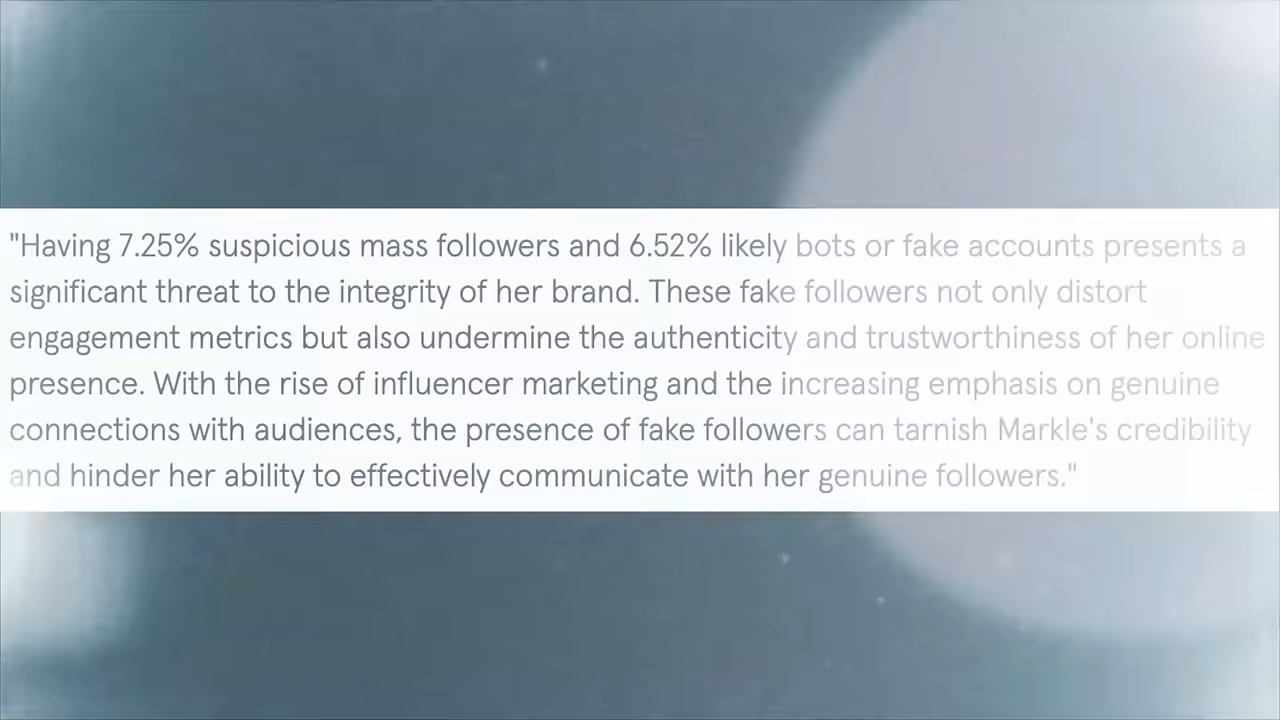 "Having 7.25% suspicious mass followers and 6.52% likely bots or fake accounts presents a
significant threat to the integrity of her brand. These fake followers not only distort
engagement metrics but also undermine the authenticity and trustworthiness of her online
presence. With the rise of influencer marketing and the increasing emphasis on genuine
connections with audiences, the presence of fake followers can tarnish Markle's credibility
and hinder her ability to effectively communicate with her genuine followers."